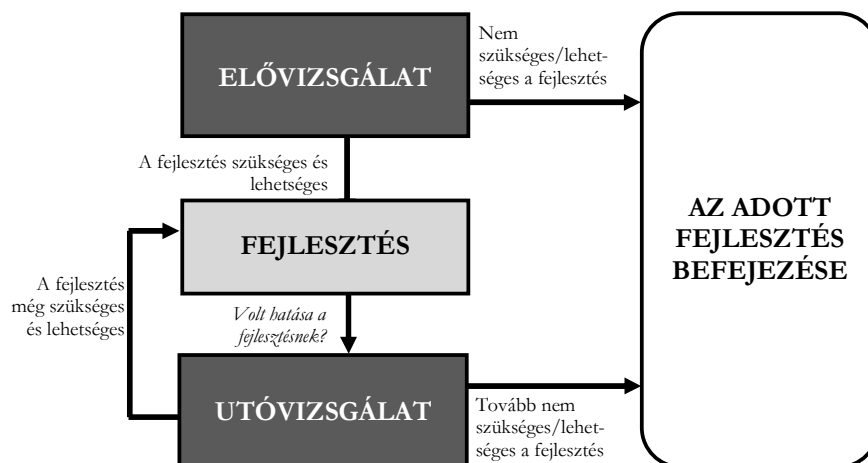 ELŐVIZSGÁLAT
Nem
szükséges/lehet-
séges a fejlesztés
A fejlesztés szükséges és
lehetséges
FEJLESZTÉS
AZ ADOTT
FEJLESZTÉS
BEFEJEZÉSE
A fejlesztés
még szükséges
és lehetséges
Volt hatása a
fejlesztésnek?
UTÓVIZSGÁLAT
Tovább nem
szükséges/lehet-
séges a fejlesztés